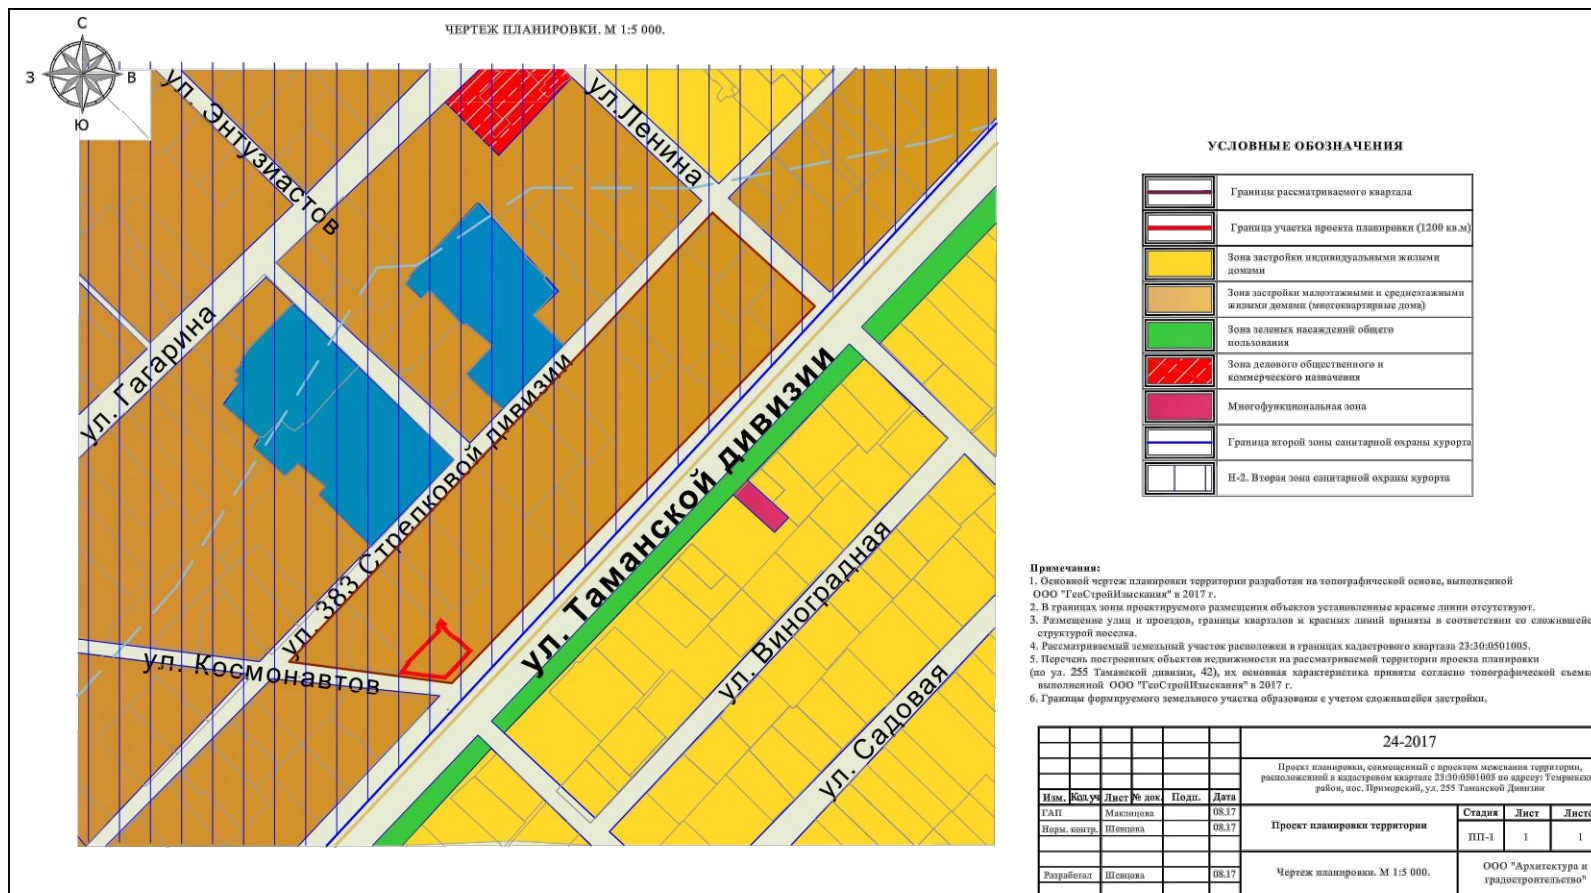 ЧЕРТЕЖ ПЛАНИРОВКИ. М 1:5 000.
С
З
В
Ю
ул. Энтузиастов
ул.Ленина
ул. Гагарина
ул. 383 Стрелковой дивизии
ул. Таманской дивизии
ул. Космонавтов
ул. Виноградная
ул. Садовая
УСЛОВНЫЕ ОБОЗНАЧЕНИЯ
Границы рассматриваемого квартала
Граница участка проекта планировки (1200 кв.м)
Зона застройки индивидуальными жилыми
домами
Зона застройки малоэтажными и среднеэтажными
жилыми домами (многоквартирные дома)
Зона зеленых насаждений общего
пользования
Зона делового общественного и
коммерческого назначения
Многофункциональная зона
Граница второй зоны санитарной охраны курорта
Н-2. Вторая зона санитарной охраны курорта
Примечания:
1. Основной чертеж планировки территории разработан на топографической основе, выполненной
ООО "ГеоСтройИзыскания" в 2017 г.
2. В границах зоны проектируемого размещения объектов установленные красные линии отсутствуют.
3. Размещение улиц и проездов, границы кварталов и красных линий приняты в соответствии со сложившейс
структурой поселка.
4. Рассматриваемый земельный участок расположен в границах кадастрового квартала 23:30:0501005.
5. Перечень построенных объектов недвижимости на рассматриваемой территории проекта планировки
(по ул. 255 Таманской дивизии, 42), их основная характеристика приняты согласно топографической съемк
выполненной ООО "ГеоСтройИзыскания" в 2017 г.
6. Границы формируемого земельного участка образованы с учетом сложившейся застройки.
24-2017
Проект планировки, совмещенный с проектом межевания территории,
расположенной в кадастровом квартале 23:30:0501005 по адресу: Темрюкски
район, пос. Приморский, ул. 255 Таманской Дивизии
Изм. Кол.уч Лист № док. Подп. Дата
ГАП 08.17
Норм. контр. Шевцова 08.17
Проект планировки территории
Стадия Лист Листо
ПП-1 1 1
Разработал Шевцова 08.17
Чертеж планировки. М 1:5 000.
ООО "Архитектура и
градостроительство"